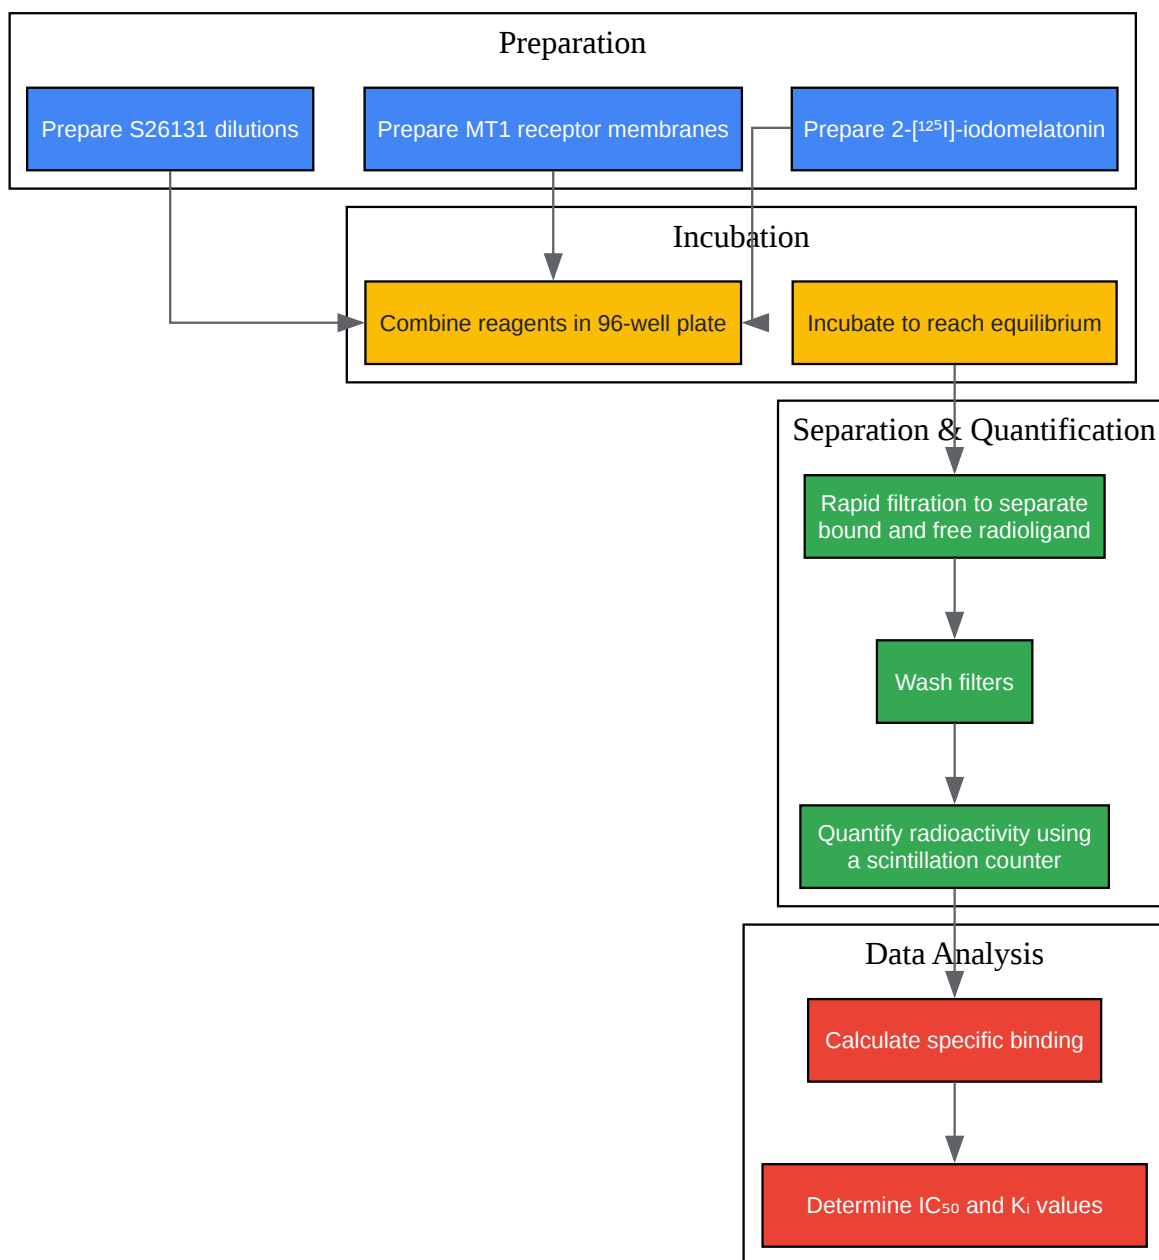 Preparation
Prepare S26131 dilutions
Prepare MT1 receptor membranes
Prepare 2-[¹²⁵I]-iodomelatonin
Incubation
Combine reagents in 96-well plate
Incubate to reach equilibrium
Separation & Quantification
Rapid filtration to separate
bound and free radioligand
Wash filters
Quantify radioactivity using
a scintillation counter
Data Analysis
Calculate specific binding
Determine IC₅₀ and Kᵢ values